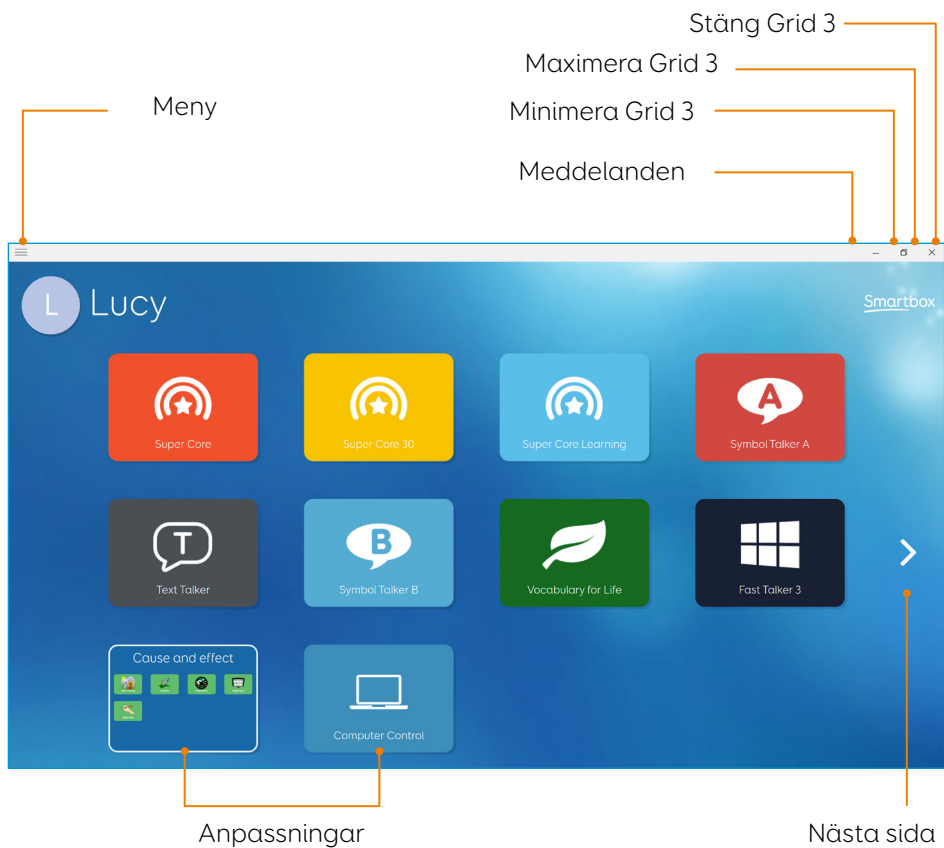 Stäng Grid 3
Maximera Grid 3
Meny
Minimera Grid 3
Meddelanden
L Lucy
Smartbox
Super Core
Super Core 30
Super Core Learning
A
Symbol Talker A
T
Text Talker
B
Symbol Talker B
Vocabulary for Life
Fast Talker 3
Cause and effect
Computer Control
Anpassningar
Nästa sida